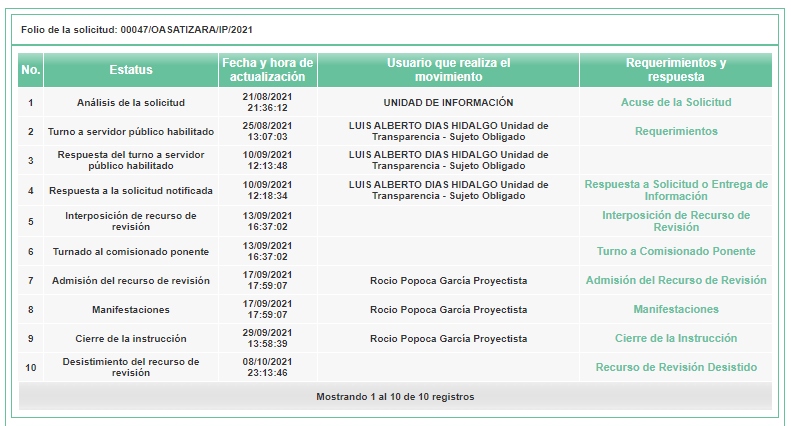 Folio de la solicitud: 00047/OASATIZARA/IP/2021
No. Estatus Fecha y hora de actualización Usuario que realiza el movimiento Requerimientos y respuesta
1 Análisis de la solicitud 21/08/2021 21:36:12 UNIDAD DE INFORMACIÓN Acuse de la Solicitud
2 Turno a servidor público habilitado 25/08/2021 13:07:03 LUIS ALBERTO DIAS HIDALGO Unidad de Transparencia - Sujeto Obligado Requerimientos
3 Respuesta del turno a servidor público habilitado 10/09/2021 12:13:48 LUIS ALBERTO DIAS HIDALGO Unidad de Transparencia - Sujeto Obligado
4 Respuesta a la solicitud notificada 10/09/2021 12:18:34 LUIS ALBERTO DIAS HIDALGO Unidad de Transparencia - Sujeto Obligado Respuesta a Solicitud o Entrega de Información
5 Interposición de recurso de revisión 13/09/2021 16:37:02 Interposición de Recurso de Revisión
6 Turnado al comisionado ponente 13/09/2021 16:37:02 Turno a Comisionado Ponente
7 Admisión del recurso de revisión 17/09/2021 17:59:07 Rocio Popoca García Proyectista Admisión del Recurso de Revisión
8 Manifestaciones 17/09/2021 17:59:07 Rocio Popoca García Proyectista Manifestaciones
9 Cierre de la instrucción 29/09/2021 13:58:39 Rocio Popoca García Proyectista Cierre de la Instrucción
10 Desistimiento del recurso de revisión 08/10/2021 23:13:46 Recurso de Revisión Desistido
Mostrando 1 al 10 de 10 registros